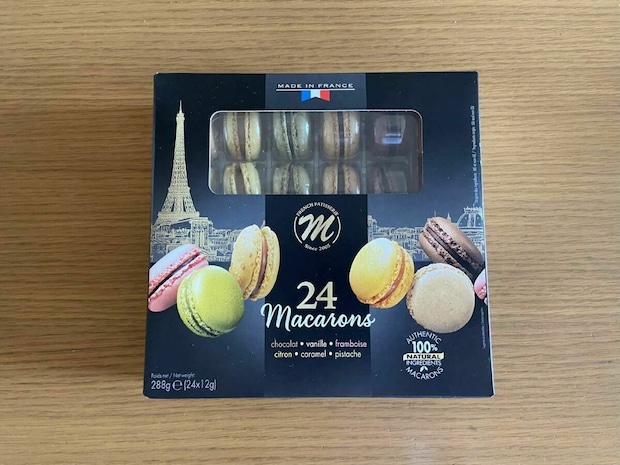 MADE IN FRANCE
FRENCH PATISSERIE
M
Since 2005
24
Macarons
chocolat • vanille • framboise
citron • caramel • pistache
Poids net / Net weight:
288g ℮ (24x12g)
AUTHENTIC
100%
NATURAL
INGREDIENTS
MACARONS